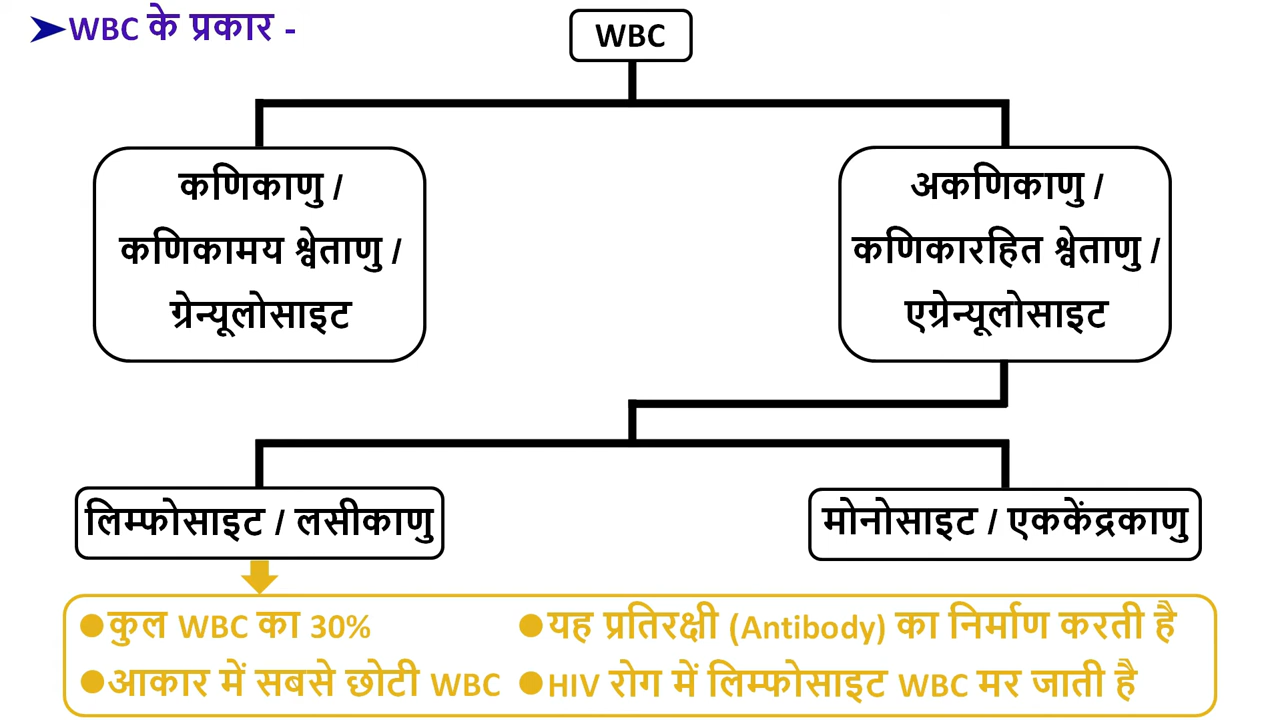 ➤WBC के प्रकार -
WBC
कणिकाणु /
कणिकामय श्वेताणु /
ग्रेन्यूलोसाइट
अकणिकाणु /
कणिकारहित श्वेताणु /
एग्रेन्यूलोसाइट
लिम्फोसाइट / लसीकाणु
मोनोसाइट / एककेंद्रकाणु
●कुल WBC का 30%
●आकार में सबसे छोटी WBC
●यह प्रतिरक्षी (Antibody) का निर्माण करती है
●HIV रोग में लिम्फोसाइट WBC मर जाती है